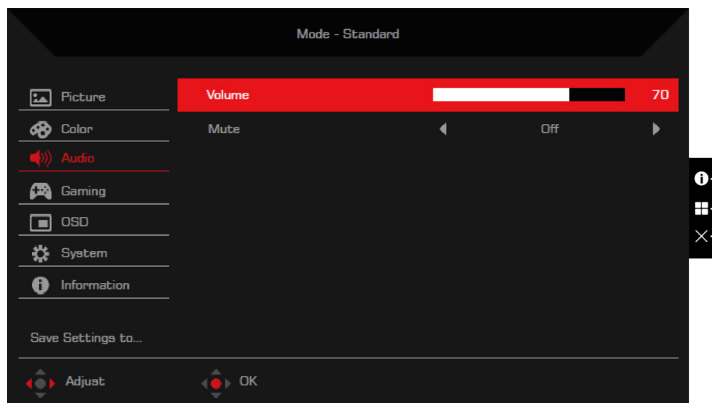 Mode - Standard
Picture
Volume 70
Color
Mute Off
Audio
Gaming
OSD
System
Information
Save Settings to...
Adjust OK